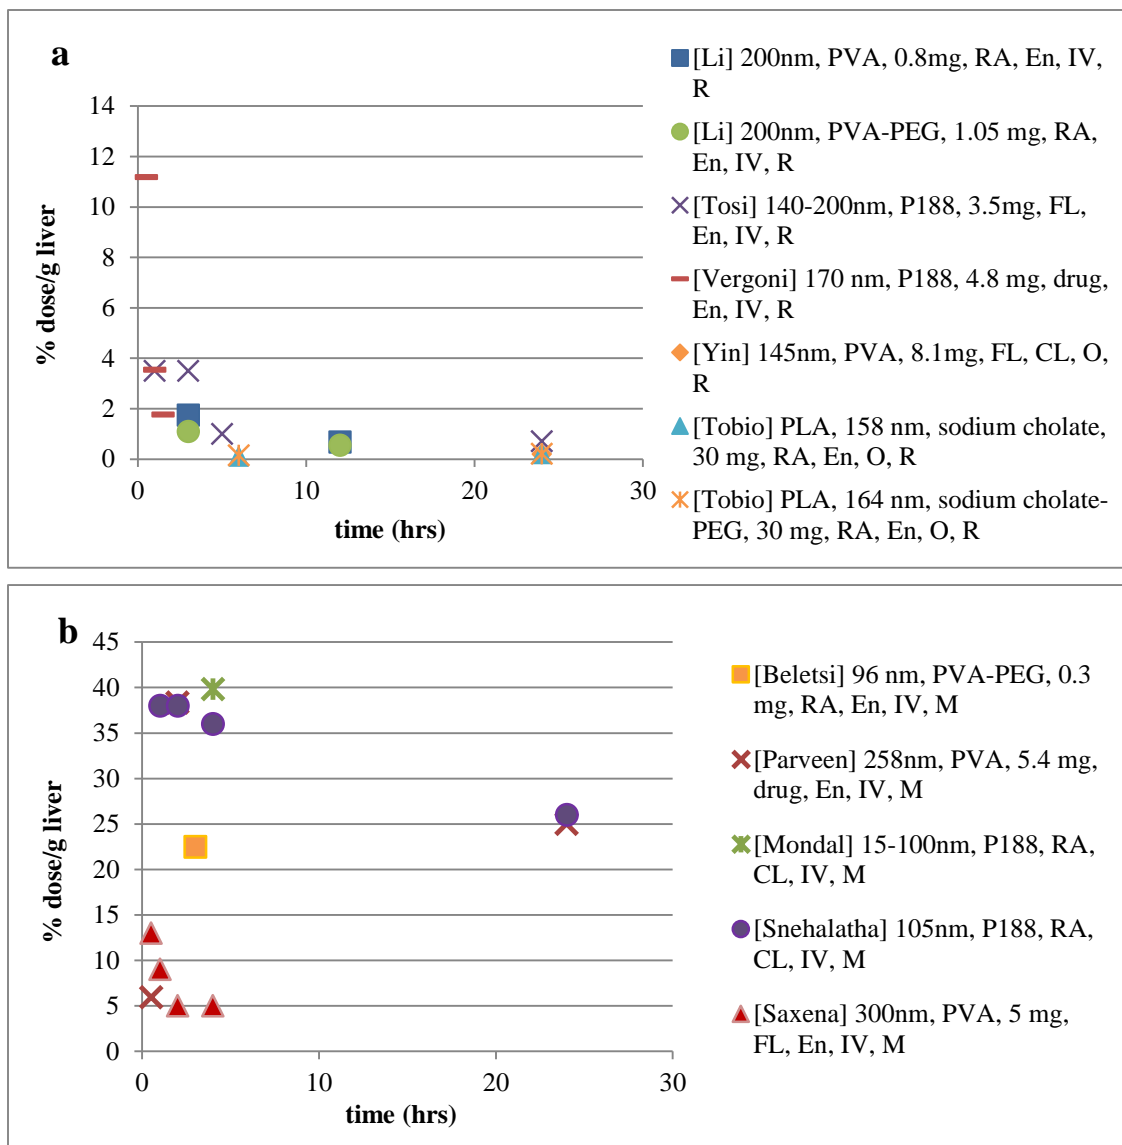 a
% dose/g liver
14
12
10
8
6
4
2
0
0 10 20 30
time (hrs)
[Li] 200nm, PVA, 0.8mg, RA, En, IV,
R
[Li] 200nm, PVA-PEG, 1.05 mg, RA,
En, IV, R
[Tosi] 140-200nm, P188, 3.5mg, FL,
En, IV, R
[Vergoni] 170 nm, P188, 4.8 mg, drug,
En, IV, R
[Yin] 145nm, PVA, 8.1mg, FL, CL, O,
R
[Tobio] PLA, 158 nm, sodium cholate,
30 mg, RA, En, O, R
[Tobio] PLA, 164 nm, sodium cholate-
PEG, 30 mg, RA, En, O, R
b
% dose/g liver
45
40
35
30
25
20
15
10
5
0
0 10 20 30
time (hrs)
[Beletsi] 96 nm, PVA-PEG, 0.3
mg, RA, En, IV, M
[Parveen] 258nm, PVA, 5.4 mg,
drug, En, IV, M
[Mondal] 15-100nm, P188, RA,
CL, IV, M
[Snehalatha] 105nm, P188, RA,
CL, IV, M
[Saxena] 300nm, PVA, 5 mg,
FL, En, IV, M